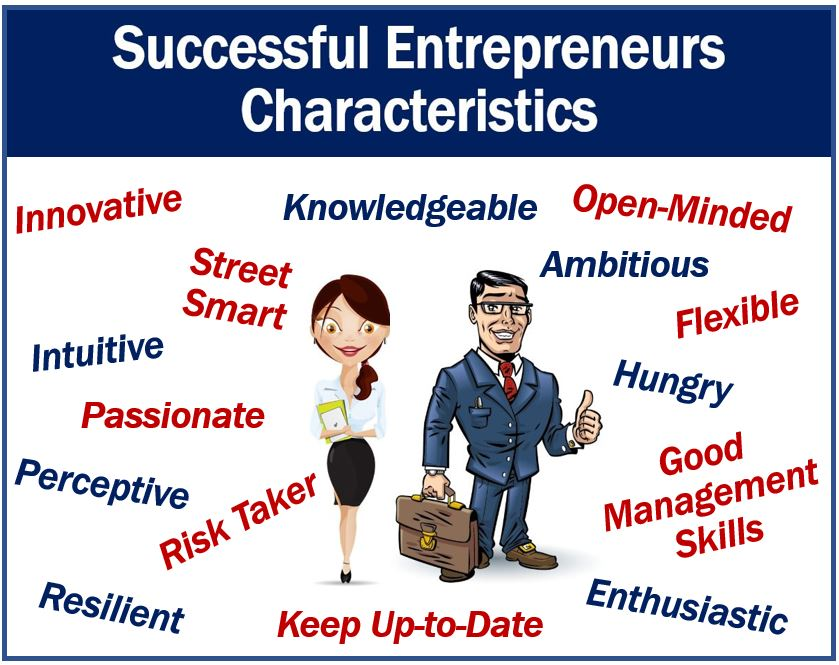 Successful Entrepreneurs
Characteristics
Innovative
Knowledgeable
Open-Minded
Street
Smart
Ambitious
Flexible
Intuitive
Hungry
Passionate
Good
Management
Skills
Perceptive
Risk Taker
Resilient
Keep Up-to-Date
Enthusiastic